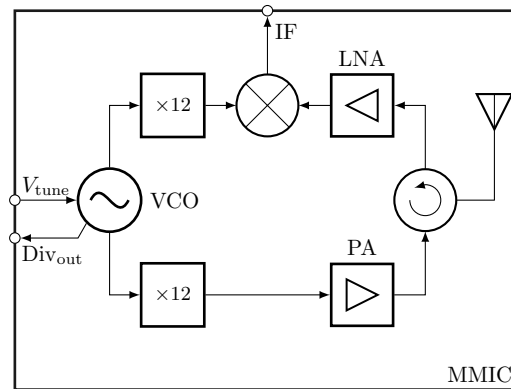 IF
LNA
×12
V_tune
VCO
Div_out
PA
×12
MMIC